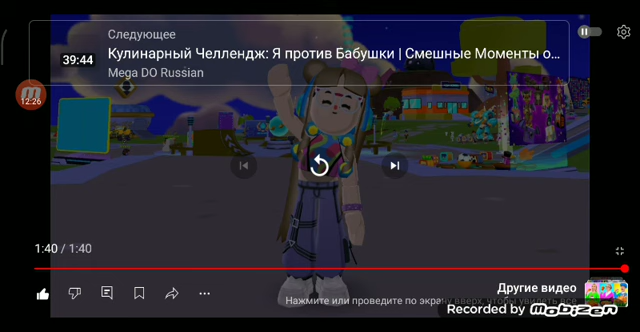 Следующее
39:44
Кулинарный Челлендж: Я против Бабушки | Смешные Моменты о...
Mega DO Russian
12:26
1:40 / 1:40
Другие видео
Нажмите или проведите по экрану вверх, чтобы увидеть все
Recorded by mobizen